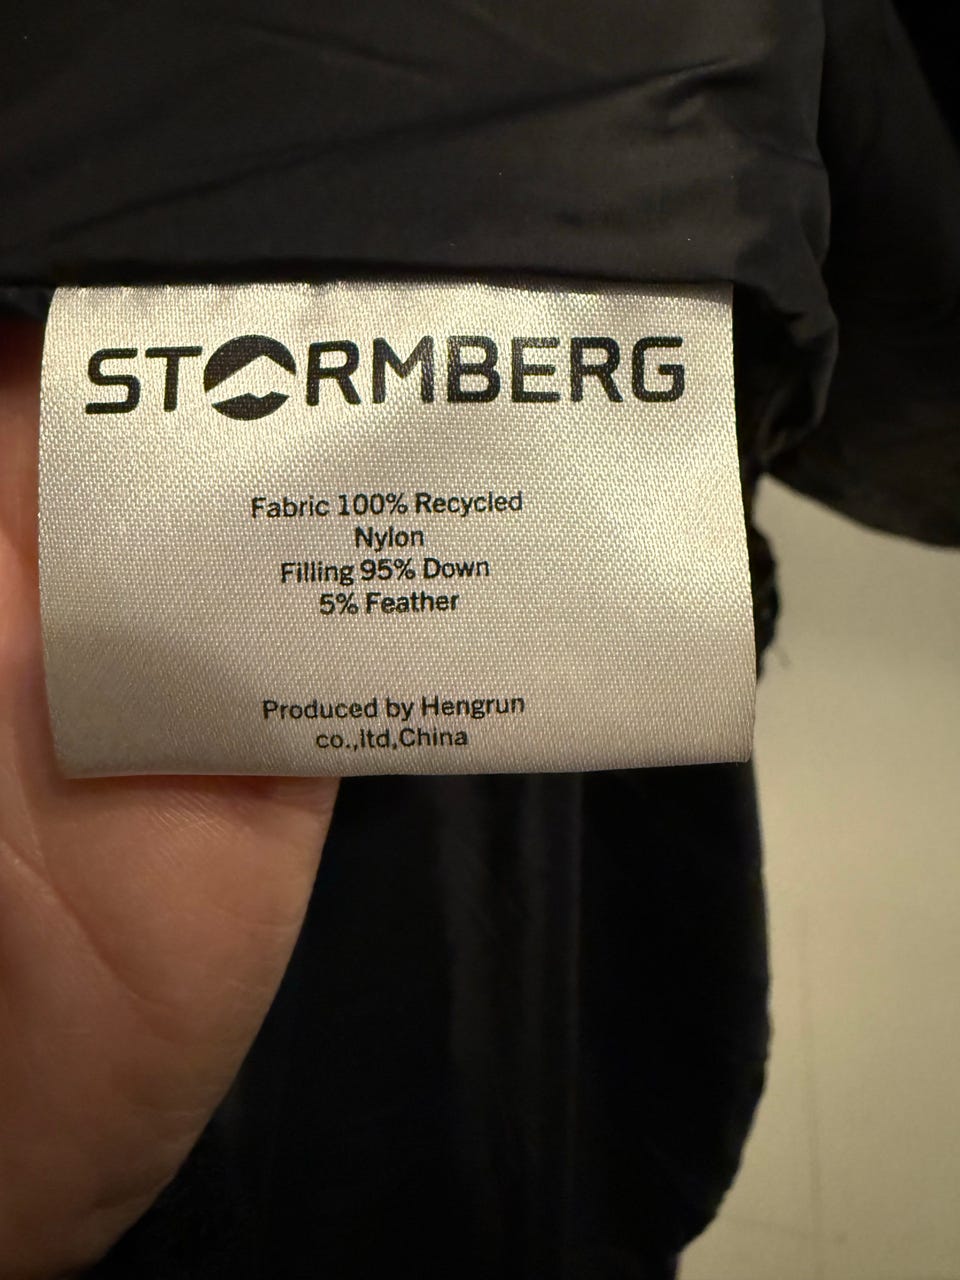 STORMBERG
Fabric 100% Recycled
Nylon
Filling 95% Down
5% Feather
Produced by Hengrun
co.,ltd,China